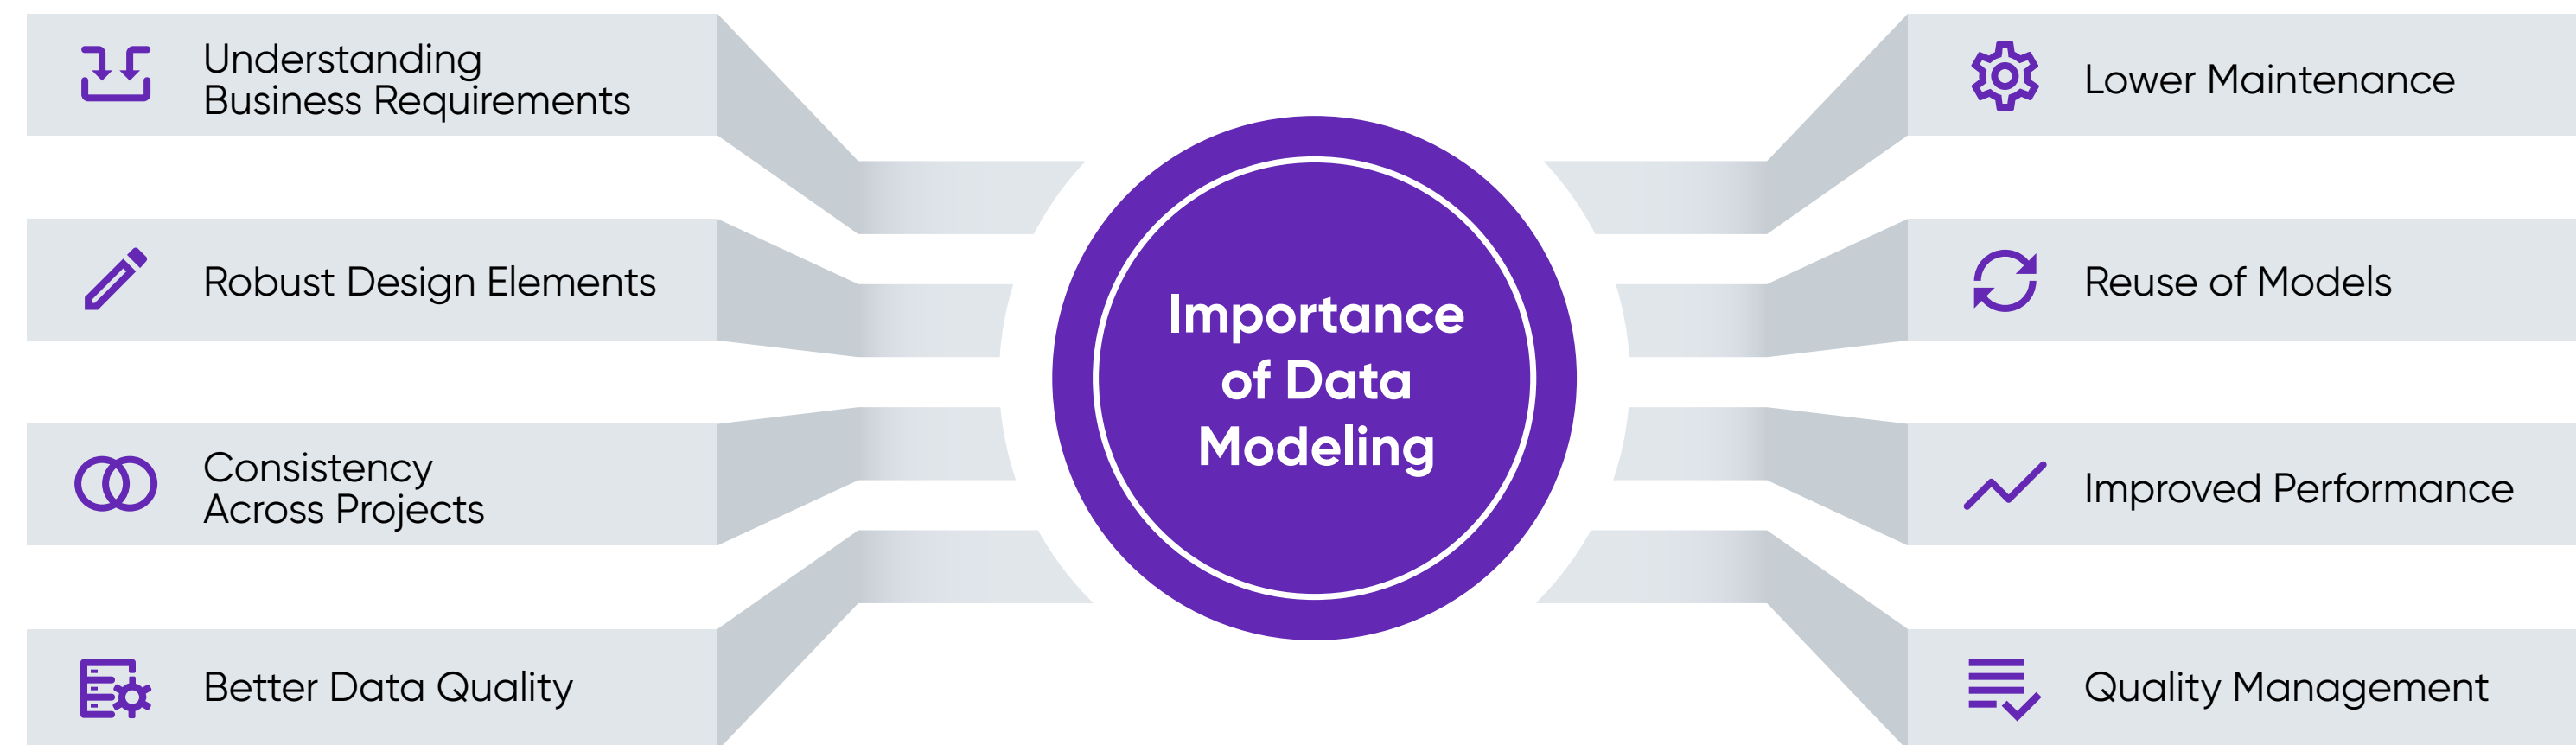 Understanding
Business Requirements
Robust Design Elements
Consistency
Across Projects
Better Data Quality
Importance
of Data
Modeling
Lower Maintenance
Reuse of Models
Improved Performance
Quality Management